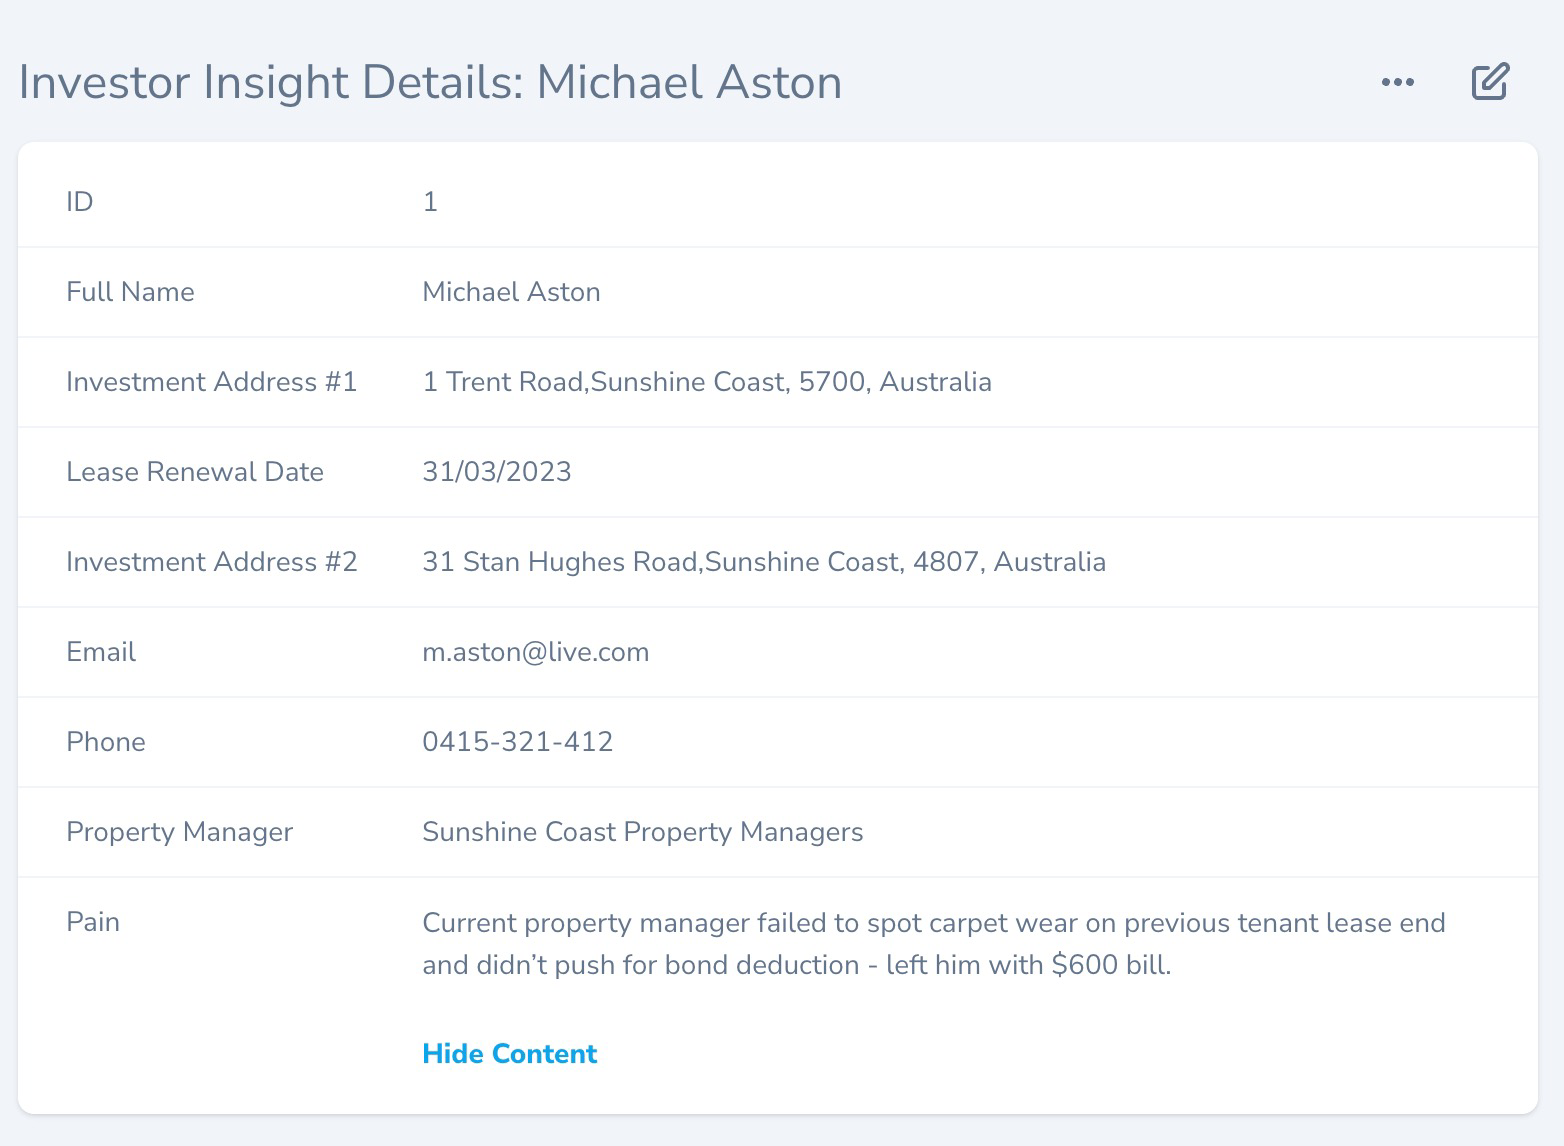 Investor Insight Details: Michael Aston
ID 1
Full Name Michael Aston
Investment Address #1 1 Trent Road,Sunshine Coast, 5700, Australia
Lease Renewal Date 31/03/2023
Investment Address #2 31 Stan Hughes Road,Sunshine Coast, 4807, Australia
Email m.aston@live.com
Phone 0415-321-412
Property Manager Sunshine Coast Property Managers
Pain Current property manager failed to spot carpet wear on previous tenant lease end
and didn’t push for bond deduction - left him with $600 bill.
Hide Content